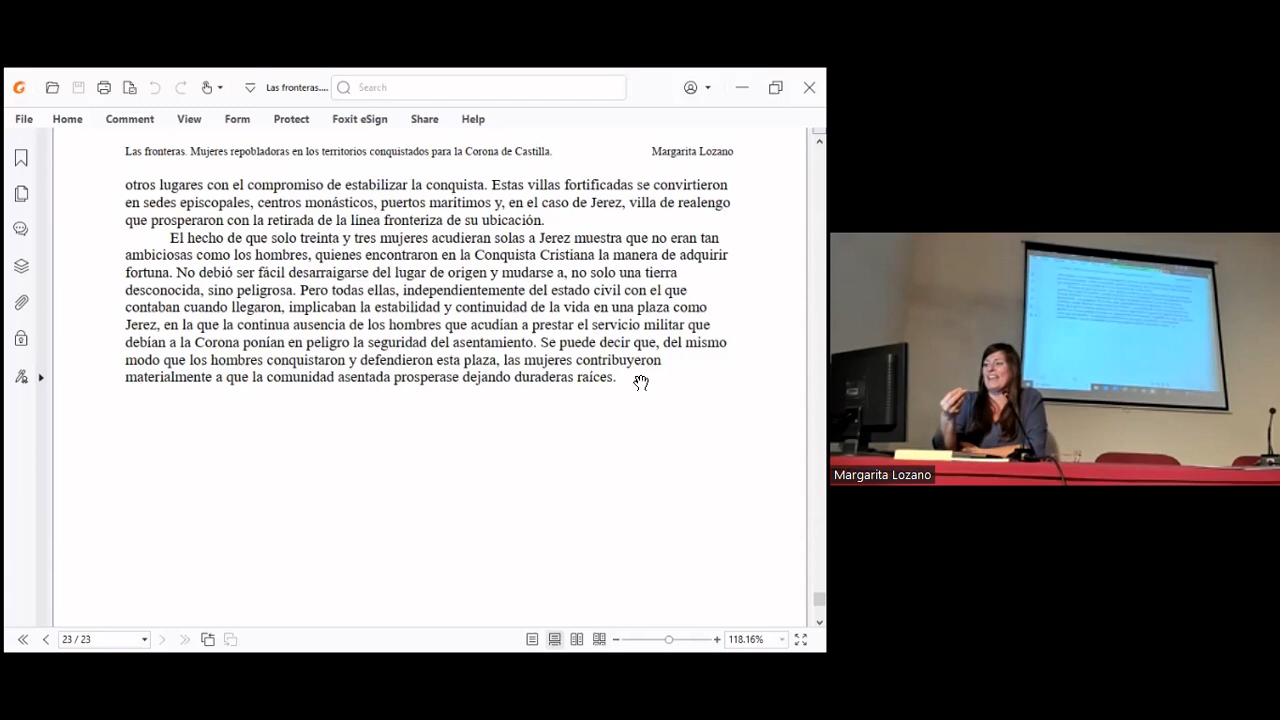 Las fronteras....
Search
File Home Comment View Form Protect Foxit eSign Share Help
Las fronteras. Mujeres repobladoras en los territorios conquistados para la Corona de Castilla. Margarita Lozano
otros lugares con el compromiso de estabilizar la conquista. Estas villas fortificadas se convirtieron
en sedes episcopales, centros monásticos, puertos marítimos y, en el caso de Jerez, villa de realengo
que prosperaron con la retirada de la línea fronteriza de su ubicación.
El hecho de que solo treinta y tres mujeres acudieran solas a Jerez muestra que no eran tan
ambiciosas como los hombres, quienes encontraron en la Conquista Cristiana la manera de adquirir
fortuna. No debió ser fácil desarraigarse del lugar de origen y mudarse a, no solo una tierra
desconocida, sino peligrosa. Pero todas ellas, independientemente del estado civil con el que
contaban cuando llegaron, implicaban la estabilidad y continuidad de la vida en una plaza como
Jerez, en la que la continua ausencia de los hombres que acudían a prestar el servicio militar que
debían a la Corona ponían en peligro la seguridad del asentamiento. Se puede decir que, del mismo
modo que los hombres conquistaron y defendieron esta plaza, las mujeres contribuyeron
materialmente a que la comunidad asentada prosperase dejando duraderas raíces.
23 / 23
118.16%
Margarita Lozano